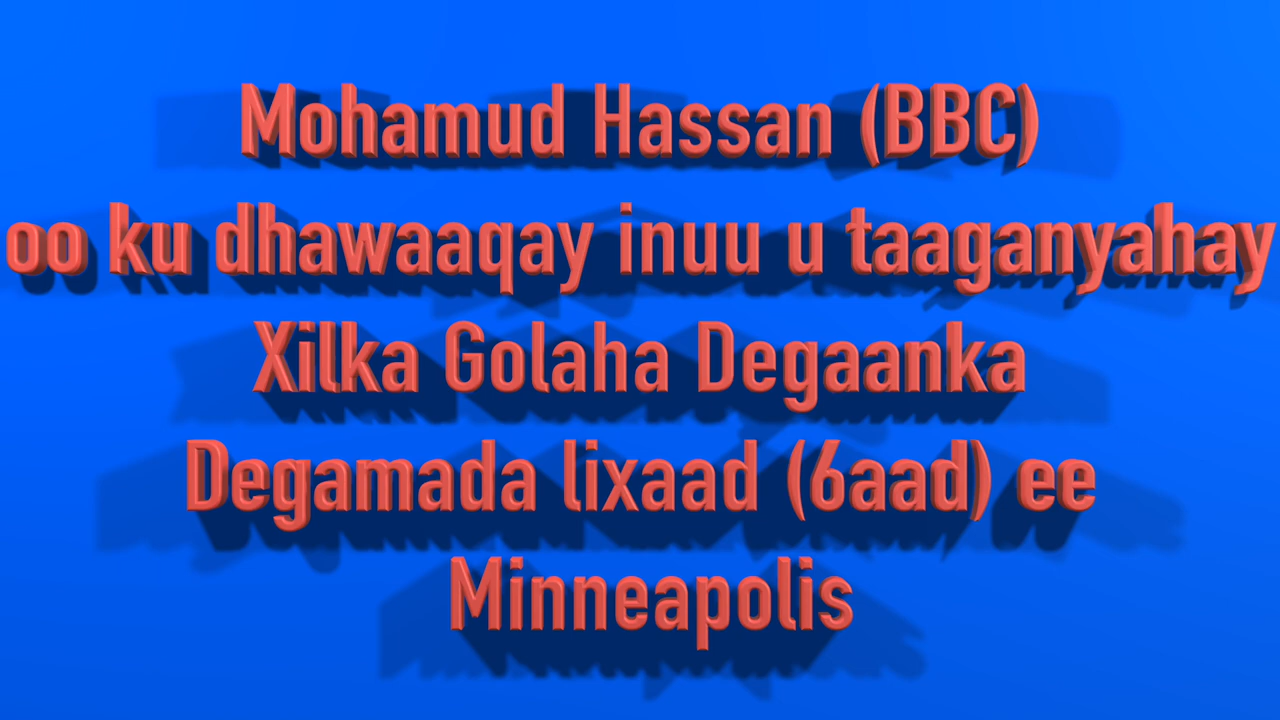 Mohamud Hassan (BBC)
oo ku dhawaaqay inuu u taaganyahay
Xilka Golaha Degaanka
Degamada lixaad (6aad) ee
Minneapolis